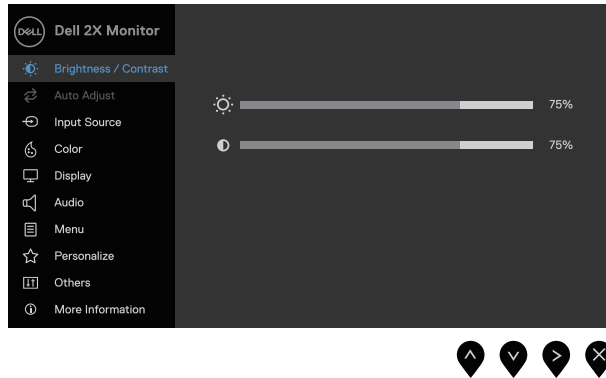 DELL Dell 2X Monitor
Brightness / Contrast
Auto Adjust
75%
Input Source
Color
75%
Display
Audio
Menu
Personalize
Others
More Information